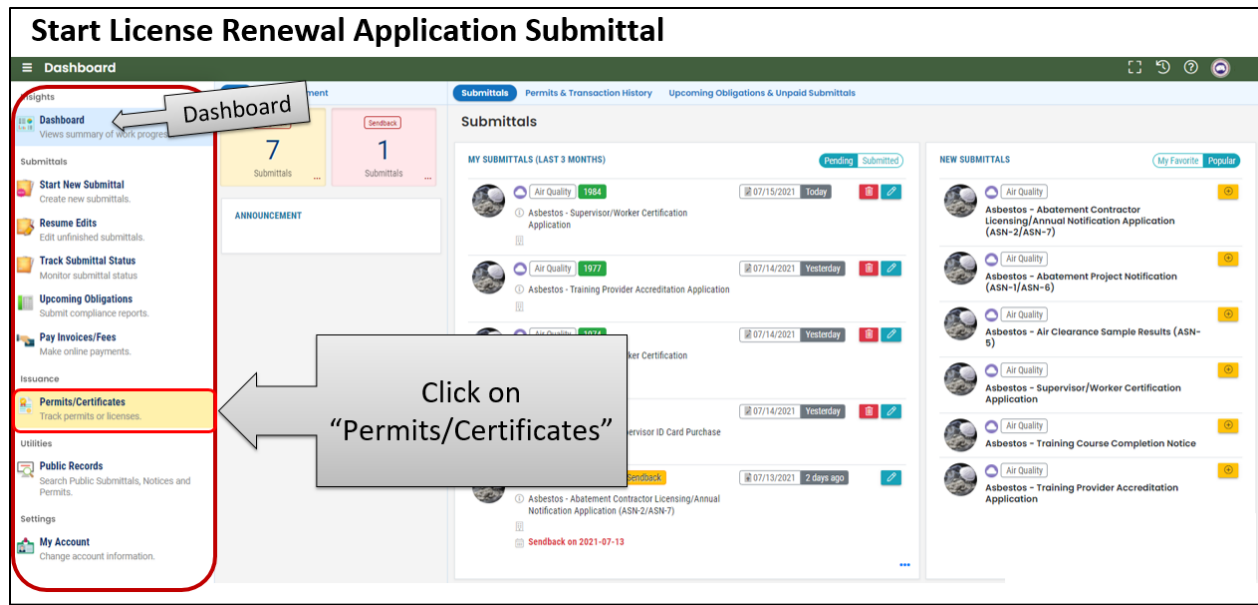 Start License Renewal Application Submittal
Dashboard
Insights
Dashboard
Views summary of work progress
Submittals
Start New Submittal
Create new submittals.
Resume Edits
Edit unfinished submittals.
Track Submittal Status
Monitor submittal status
Upcoming Obligations
Submit compliance reports.
Pay Invoices/Fees
Make online payments.
Issuance
Permits/Certificates
Track permits or licenses.
Utilities
Public Records
Search Public Submittals, Notices and
Permits.
Settings
My Account
Change account information.
Dashboard
Click on
“Permits/Certificates”
7
Submittals
...
Sendback
1
Submittals
...
ANNOUNCEMENT
Submittals Permits & Transaction History Upcoming Obligations & Unpaid Submittals
Submittals
MY SUBMITTALS (LAST 3 MONTHS) Pending Submitted
Air Quality 1984 07/15/2021 Today
Asbestos - Supervisor/Worker Certification
Application
Air Quality 1977 07/14/2021 Yesterday
Asbestos - Training Provider Accreditation Application
07/14/2021 Yesterday
Certification
07/14/2021 Yesterday
ID Card Purchase
Sendback 07/13/2021 2 days ago
Asbestos - Abatement Contractor Licensing/Annual
Notification Application (ASN-2/ASN-7)
Sendback on 2021-07-13
...
NEW SUBMITTALS My Favorite Popular
Air Quality
Asbestos - Abatement Contractor
Licensing/Annual Notification Application
(ASN-2/ASN-7)
Air Quality
Asbestos - Abatement Project Notification
(ASN-1/ASN-6)
Air Quality
Asbestos - Air Clearance Sample Results (ASN-
5)
Air Quality
Asbestos - Supervisor/Worker Certification
Application
Air Quality
Asbestos - Training Course Completion Notice
Air Quality
Asbestos - Training Provider Accreditation
Application